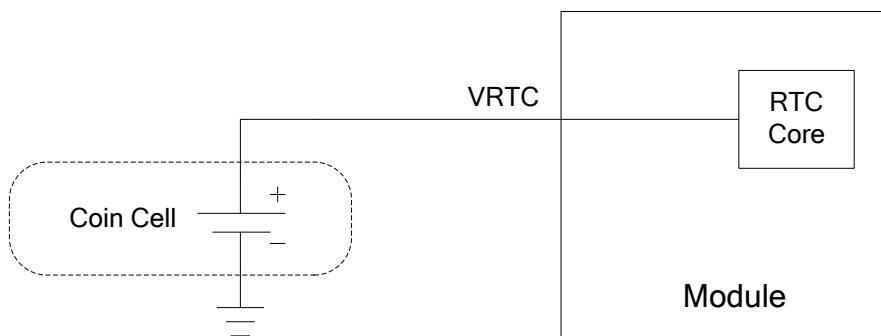 VRTC
RTC
Core
+
Coin Cell
–
Module